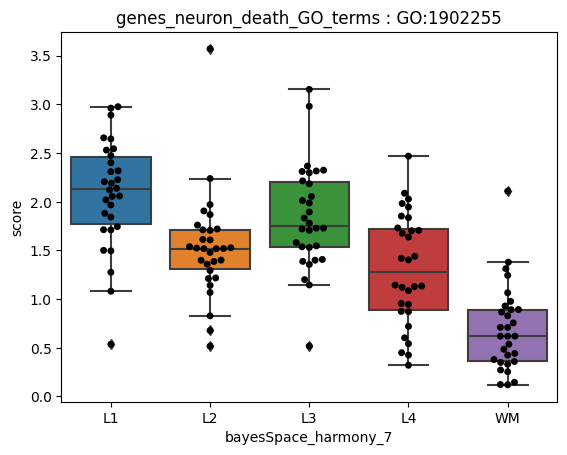 genes_neuron_death_GO_terms : GO:1902255
score
3.5
3.0
2.5
2.0
1.5
1.0
0.5
0.0
L1 L2 L3 L4 WM
bayesSpace_harmony_7